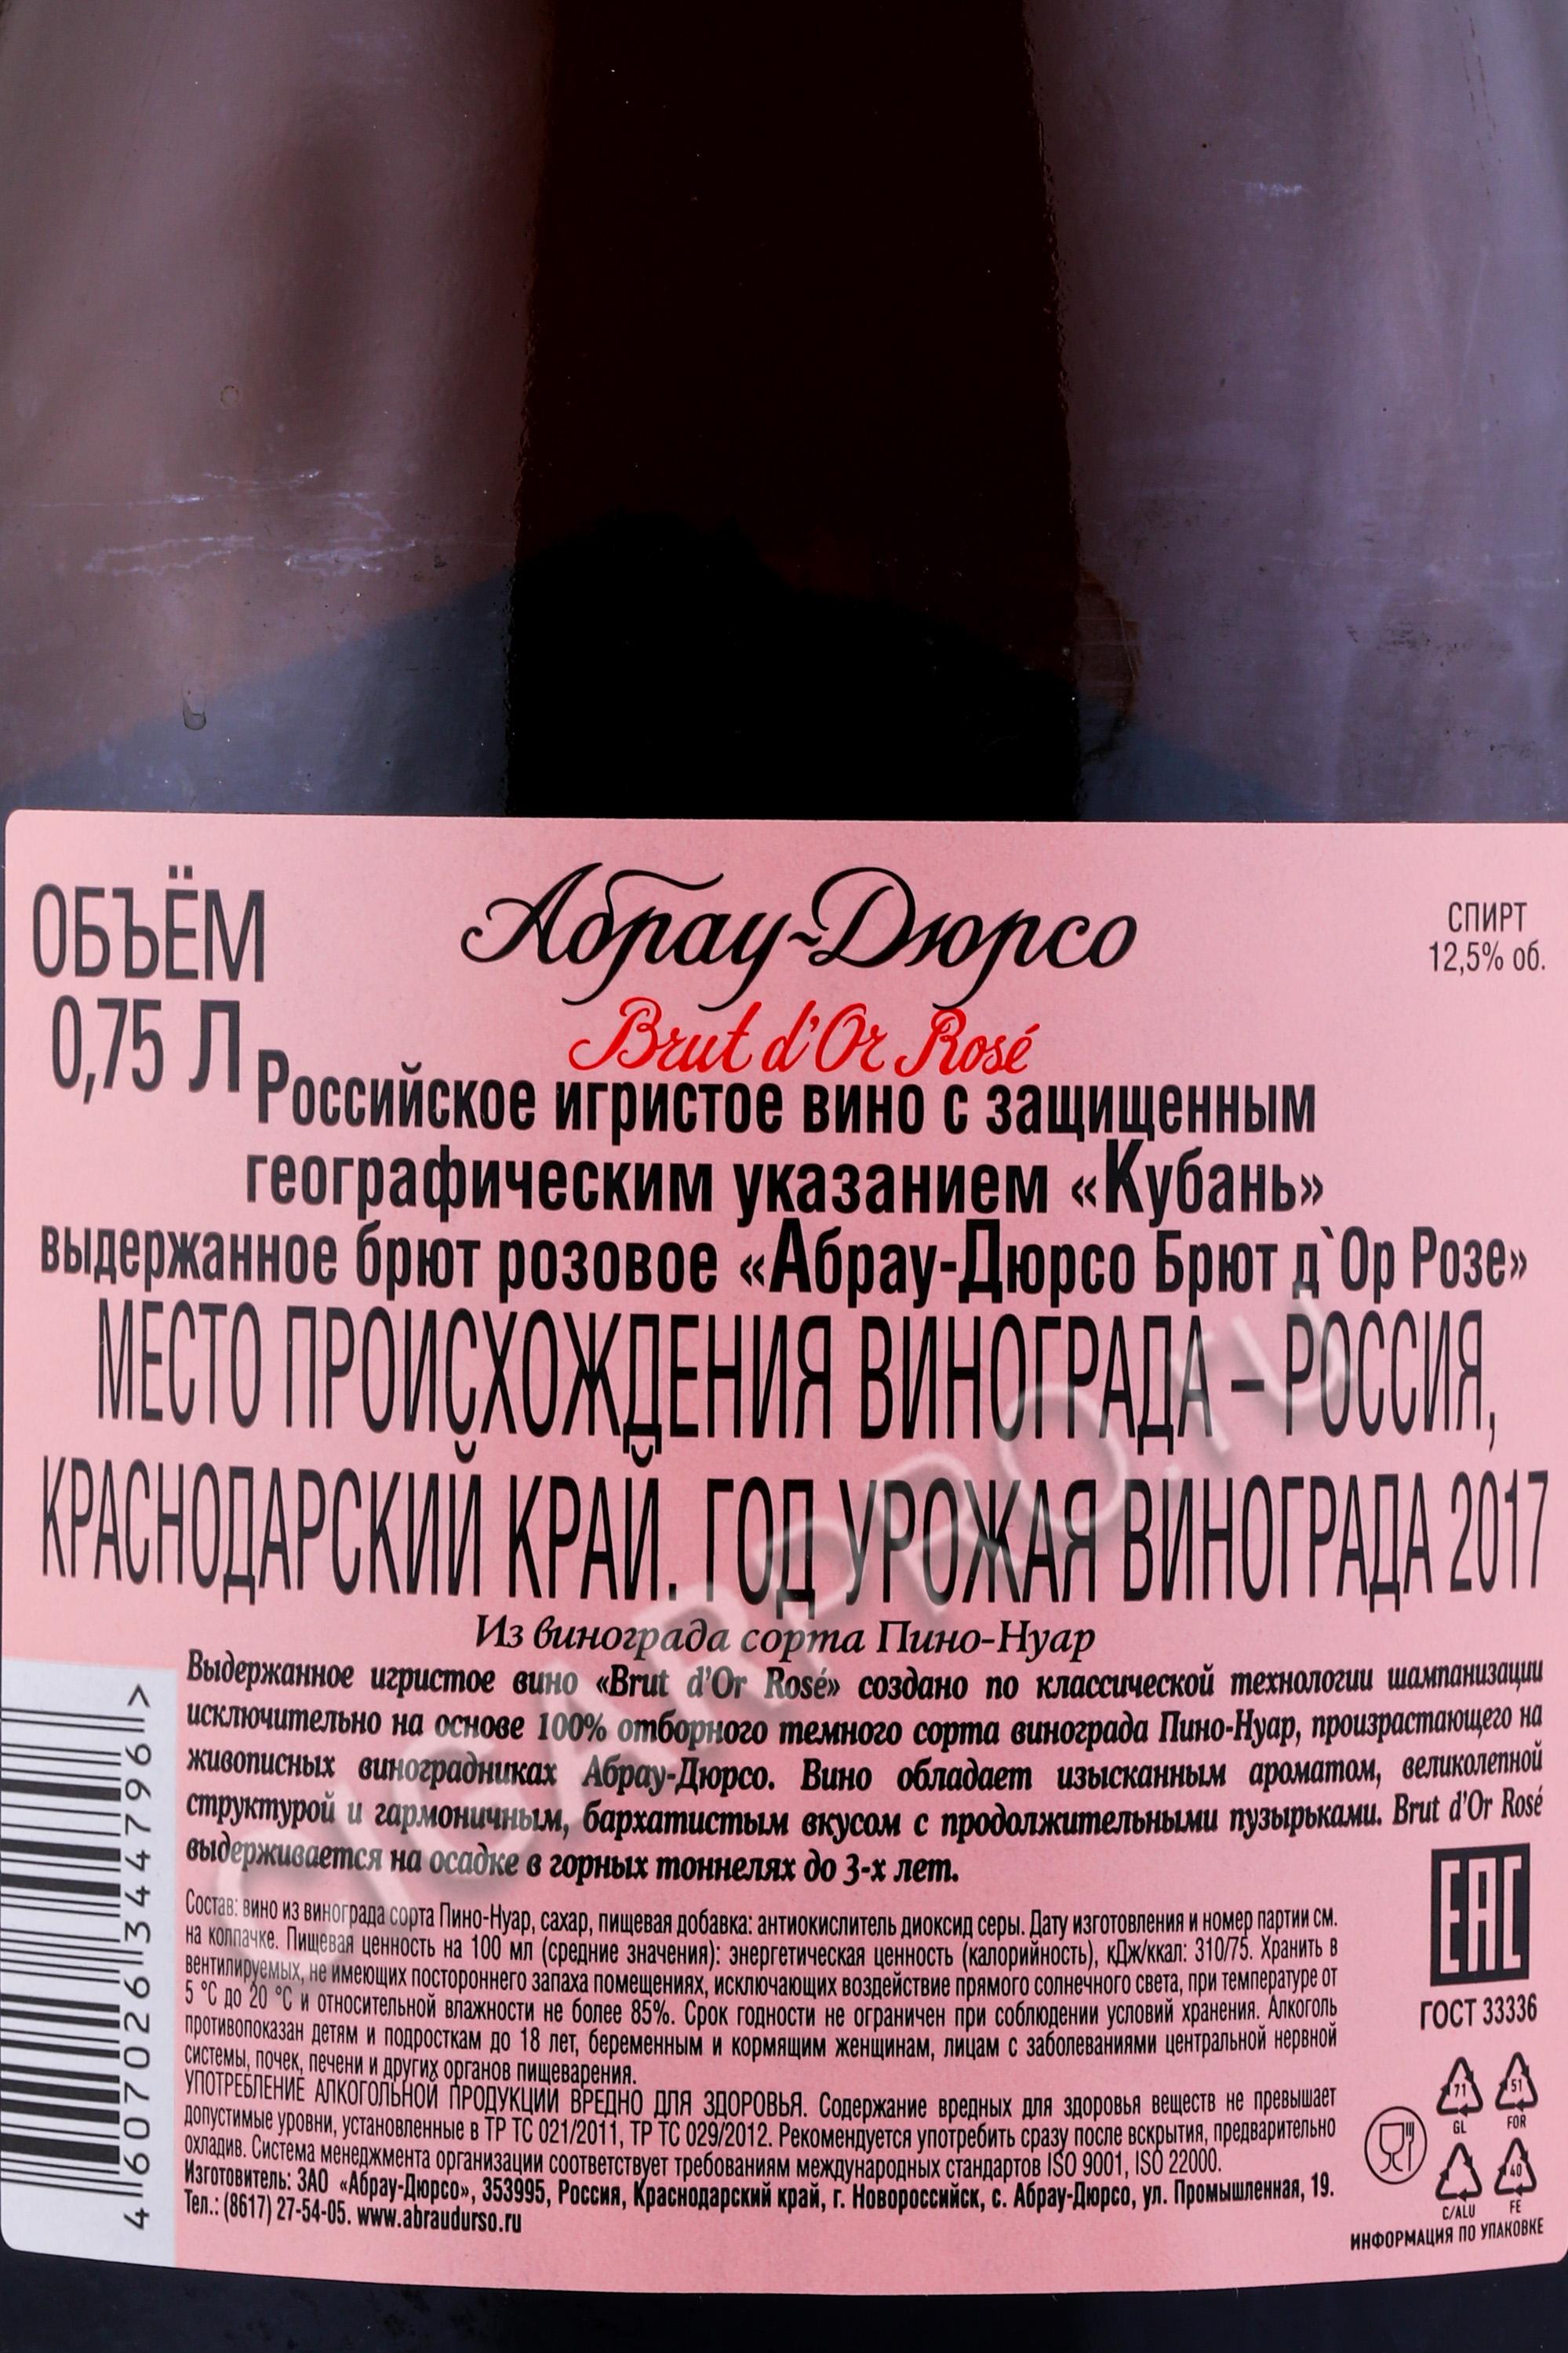 ОБЪЁМ
0,75 Л
Абрау-Дюрсо
Brut d'Or Rosé
СПИРТ
12,5% об.
Российское игристое вино с защищенным
географическим указанием «Кубань»
выдержанное брют розовое «Абрау-Дюрсо Брют д`Ор Розе»
МЕСТО ПРОИСХОЖДЕНИЯ ВИНОГРАДА – РОССИЯ,
КРАСНОДАРСКИЙ КРАЙ. ГОД УРОЖАЯ ВИНОГРАДА 2017
Из винограда сорта Пино-Нуар
Выдержанное игристое вино «Brut d'Or Rosé» создано по классической технологии шампанизации
исключительно на основе 100% отборного темного сорта винограда Пино-Нуар, произрастающего на
живописных виноградниках Абрау-Дюрсо. Вино обладает изысканным ароматом, великолепной
структурой и гармоничным, бархатистым вкусом с продолжительными пузырьками. Brut d'Or Rosé
выдерживается на осадке в горных тоннелях до 3-х лет.
Состав: вино из винограда сорта Пино-Нуар, сахар, пищевая добавка: антиокислитель диоксид серы. Дату изготовления и номер партии см.
на колпачке. Пищевая ценность на 100 мл (средние значения): энергетическая ценность (калорийность), кДж/ккал: 310/75. Хранить в
вентилируемых, не имеющих постороннего запаха помещениях, исключающих воздействие прямого солнечного света, при температуре от
5 °С до 20 °С и относительной влажности не более 85%. Срок годности не ограничен при соблюдении условий хранения. Алкоголь
противопоказан детям и подросткам до 18 лет, беременным и кормящим женщинам, лицам с заболеваниями центральной нервной
системы, почек, печени и других органов пищеварения.
УПОТРЕБЛЕНИЕ АЛКОГОЛЬНОЙ ПРОДУКЦИИ ВРЕДНО ДЛЯ ЗДОРОВЬЯ. Содержание вредных для здоровья веществ не превышает
допустимые уровни, установленные в ТР ТС 021/2011, ТР ТС 029/2012. Рекомендуется употребить сразу после вскрытия, предварительно
охладив. Система менеджмента организации соответствует требованиям международных стандартов ISO 9001, ISO 22000.
Изготовитель: ЗАО «Абрау-Дюрсо», 353995, Россия, Краснодарский край, г. Новороссийск, с. Абрау-Дюрсо, ул. Промышленная, 19.
Тел.: (8617) 27-54-05. www.abraudurso.ru
4 607026 344796 >
EAC
ГОСТ 33336
71
GL
51
FOR
C/ALU
40
FE
ИНФОРМАЦИЯ ПО УПАКОВКЕ
CIGARPRO.ru